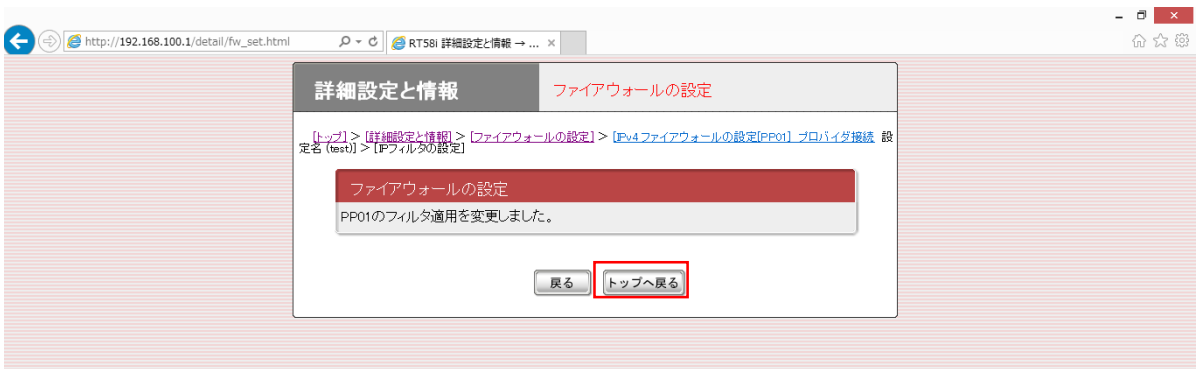 http://192.168.100.1/detail/fw_set.html
RT58i 詳細設定と情報 → ...
詳細設定と情報
ファイアウォールの設定
[トップ] > [詳細設定と情報] > [ファイアウォールの設定] > [IPv4 ファイアウォールの設定[PP01] プロバイダ接続 設
定名 (test)] > [IPフィルタの設定]
ファイアウォールの設定
PP01のフィルタ適用を変更しました。
戻る
トップへ戻る